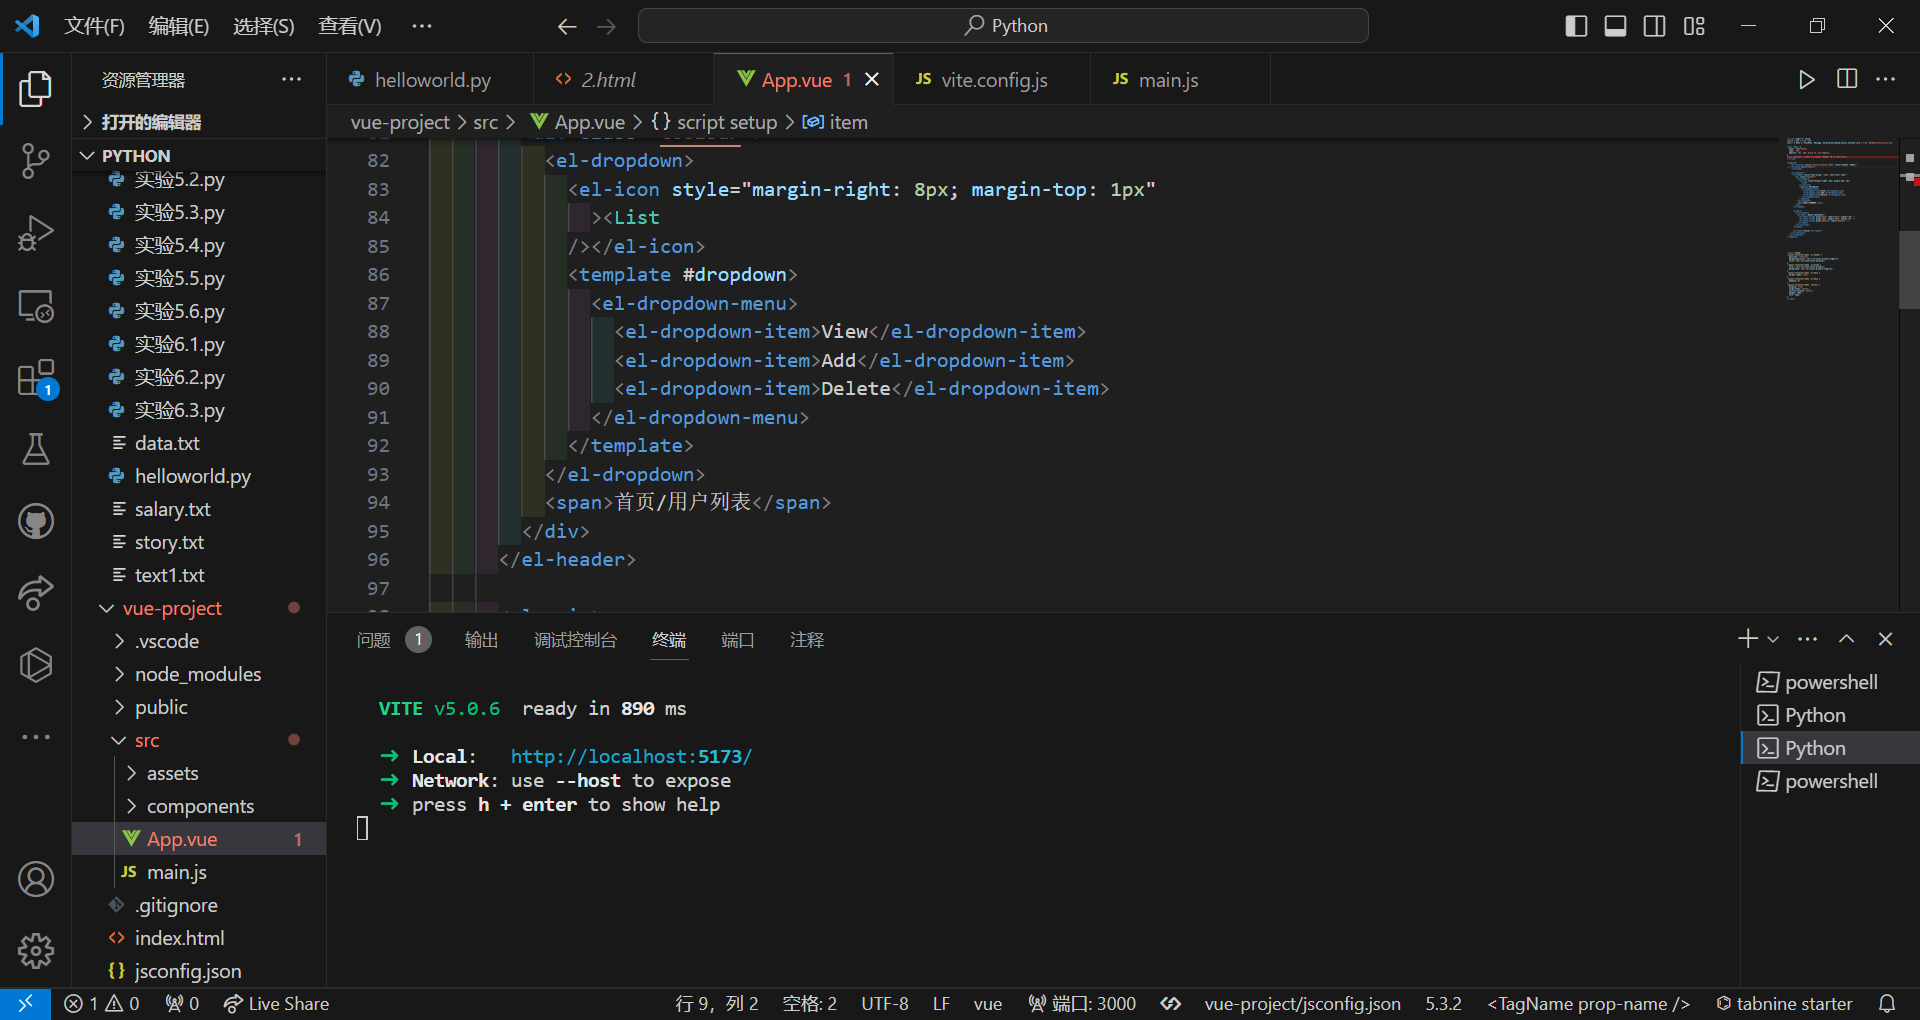 文件(F) 编辑(E) 选择(S) 查看(V) ··· Python
资源管理器
打开的编辑器
PYTHON
实验5.2.py
实验5.3.py
实验5.4.py
实验5.5.py
实验5.6.py
实验6.1.py
实验6.2.py
实验6.3.py
data.txt
helloworld.py
salary.txt
story.txt
text1.txt
vue-project
.vscode
node_modules
public
src
assets
components
App.vue 1
JS main.js
.gitignore
index.html
{} jsconfig.json
1
helloworld.py <> 2.html App.vue 1 JS vite.config.js JS main.js
vue-project > src > App.vue > {} script setup > item
82 <el-dropdown>
83 <el-icon style="margin-right: 8px; margin-top: 1px"
84 ><List
85 /></el-icon>
86 <template #dropdown>
87 <el-dropdown-menu>
88 <el-dropdown-item>View</el-dropdown-item>
89 <el-dropdown-item>Add</el-dropdown-item>
90 <el-dropdown-item>Delete</el-dropdown-item>
91 </el-dropdown-menu>
92 </template>
93 </el-dropdown>
94 <span>首页/用户列表</span>
95 </div>
96 </el-header>
97
问题 1 输出 调试控制台 终端 端口 注释
VITE v5.0.6 ready in 890 ms
➜ Local: http://localhost:5173/
➜ Network: use --host to expose
➜ press h + enter to show help
powershell
Python
Python
powershell
1 0 0 Live Share 行 9, 列 2 空格: 2 UTF-8 LF vue 端口: 3000 vue-project/jsconfig.json 5.3.2 <TagName prop-name /> tabnine starter